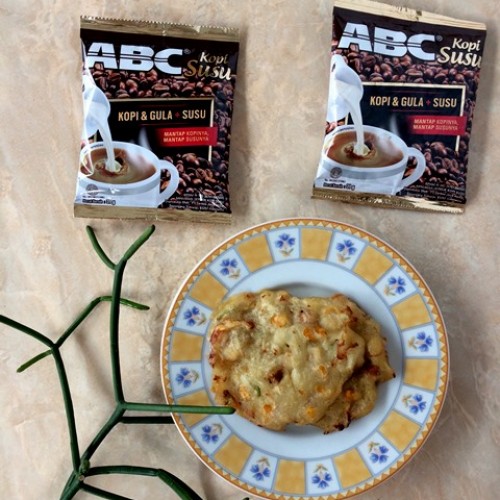 ABC Kopi
Susu
KOPI & GULA + SUSU
MANTAP KOPINYA,
MANTAP SUSUNYA
ABC Kopi
Susu
KOPI & GULA + SUSU
MANTAP KOPINYA,
MANTAP SUSUNYA